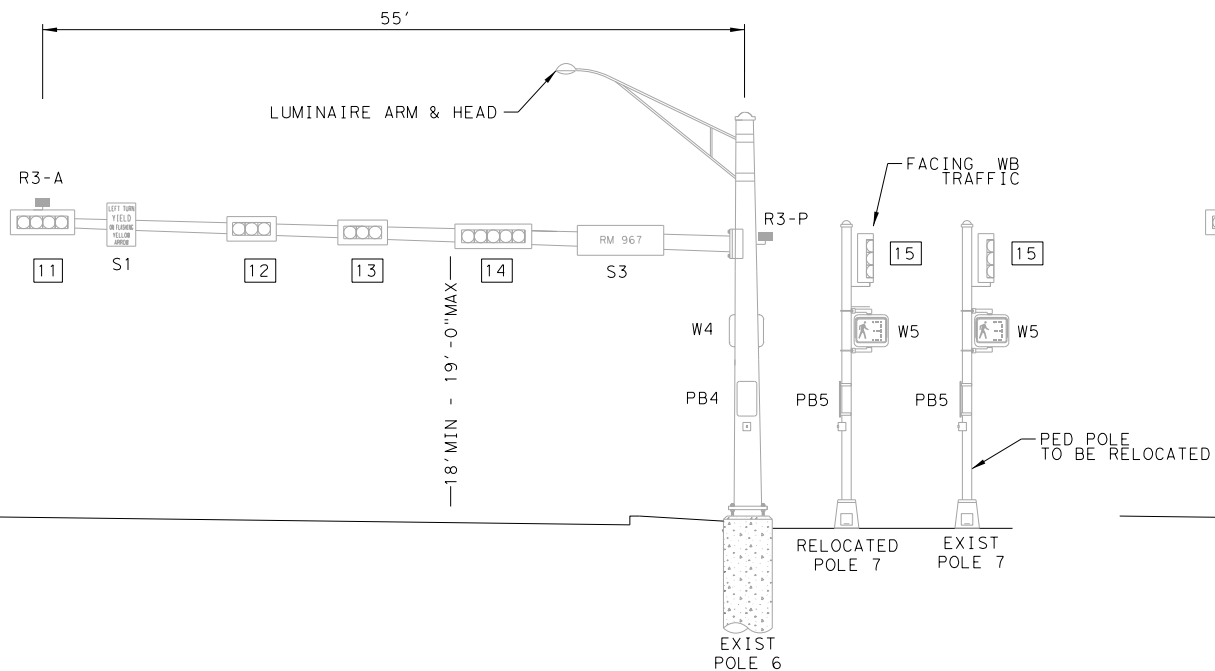 55'
LUMINAIRE ARM & HEAD
FACING WB
TRAFFIC
R3-A
LEFT TURN
YIELD
ON FLASHING
YELLOW
ARROW
RM 967
R3-P
11
S1
12
13
14
S3
15
15
18'MIN - 19'-0"MAX
W4
W5
W5
PB4
PB5
PB5
PED POLE
TO BE RELOCATED
RELOCATED
POLE 7
EXIST
POLE 7
EXIST
POLE 6